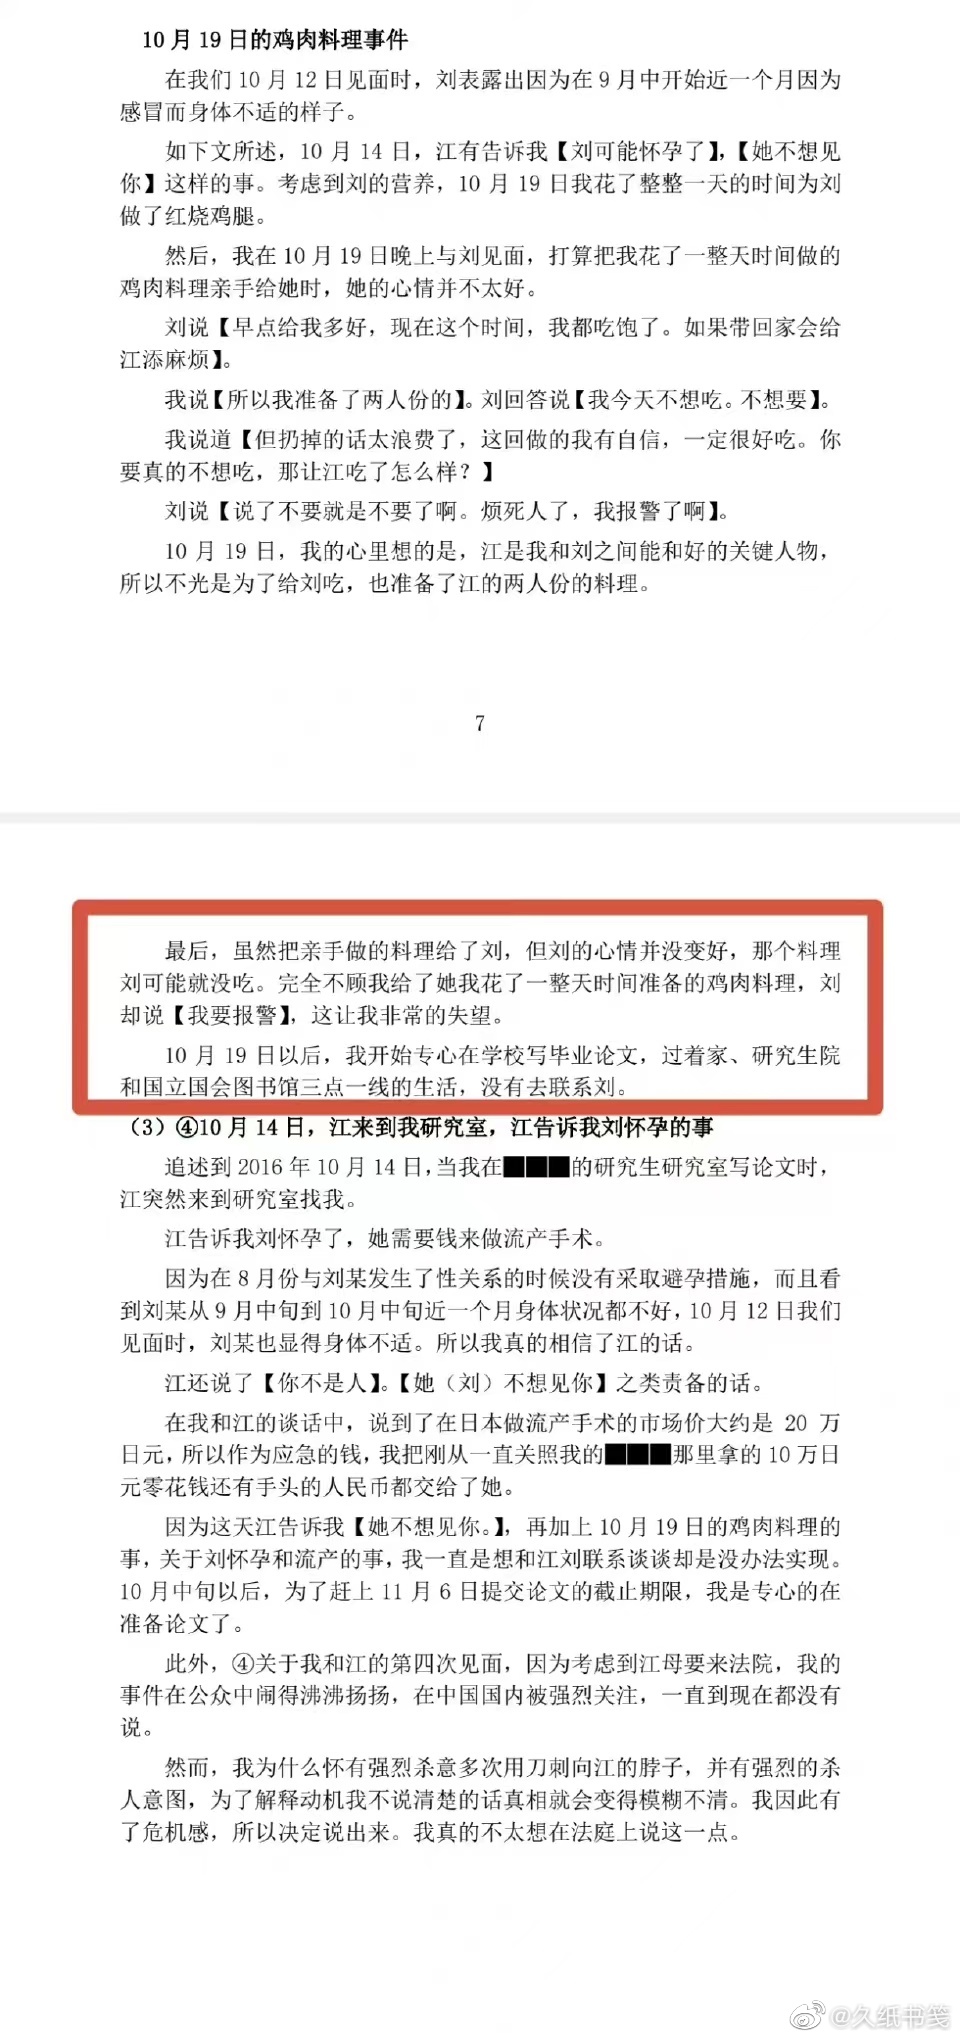 10 月 19 日的鸡肉料理事件
在我们 10 月 12 日见面时，刘表露出因为在 9 月中开始近一个月因为
感冒而身体不适的样子。
如下文所述，10 月 14 日，江有告诉我【刘可能怀孕了】，【她不想见
你】这样的事。考虑到刘的营养，10 月 19 日我花了整整一天的时间为刘
做了红烧鸡腿。
然后，我在 10 月 19 日晚上与刘见面，打算把我花了一整天时间做的
鸡肉料理亲手给她时，她的心情并不太好。
刘说【早点给我多好，现在这个时间，我都吃饱了。如果带回家会给
江添麻烦】。
我说【所以我准备了两人份的】。刘回答说【我今天不想吃。不想要】。
我说道【但扔掉的话太浪费了，这回做的我有自信，一定很好吃。你
要真的不想吃，那让江吃了怎么样？】
刘说【说了不要就是不要了啊。烦死人了，我报警了啊】。
10 月 19 日，我的心里想的是，江是我和刘之间能和好的关键人物，
所以不光是为了给刘吃，也准备了江的两人份的料理。
7
最后，虽然把亲手做的料理给了刘，但刘的心情并没变好，那个料理
刘可能就没吃。完全不顾我给了她我花了一整天时间准备的鸡肉料理，刘
却说【我要报警】，这让我非常的失望。
10 月 19 日以后，我开始专心在学校写毕业论文，过着家、研究生院
和国立国会图书馆三点一线的生活，没有去联系刘。
（3）④10 月 14 日，江来到我研究室，江告诉我刘怀孕的事
追述到 2016 年 10 月 14 日，当我在███的研究生研究室写论文时，
江突然来到研究室找我。
江告诉我刘怀孕了，她需要钱来做流产手术。
因为在 8 月份与刘某发生了性关系的时候没有采取避孕措施，而且看
到刘某从 9 月中旬到 10 月中旬近一个月身体状况都不好，10 月 12 日我们
见面时，刘某也显得身体不适。所以我真的相信了江的话。
江还说了【你不是人】。【她（刘）不想见你】之类责备的话。
在我和江的谈话中，说到了在日本做流产手术的市场价大约是 20 万
日元，所以作为应急的钱，我把刚从一直关照我的███那里拿的 10 万日
元零花钱还有手头的人民币都交给了她。
因为这天江告诉我【她不想见你。】，再加上 10 月 19 日的鸡肉料理的
事，关于刘怀孕和流产的事，我一直是想和江刘联系谈谈却是没办法实现。
10 月中旬以后，为了赶上 11 月 6 日提交论文的截止期限，我是专心的在
准备论文了。
此外，④关于我和江的第四次见面，因为考虑到江母要来法院，我的
事件在公众中闹得沸沸扬扬，在中国国内被强烈关注，一直到现在都没有
说。
然而，我为什么怀有强烈杀意多次用刀刺向江的脖子，并有强烈的杀
人意图，为了解释动机我不说清楚的话真相就会变得模糊不清。我因此有
了危机感，所以决定说出来。我真的不太想在法庭上说这一点。
@久纸书笺